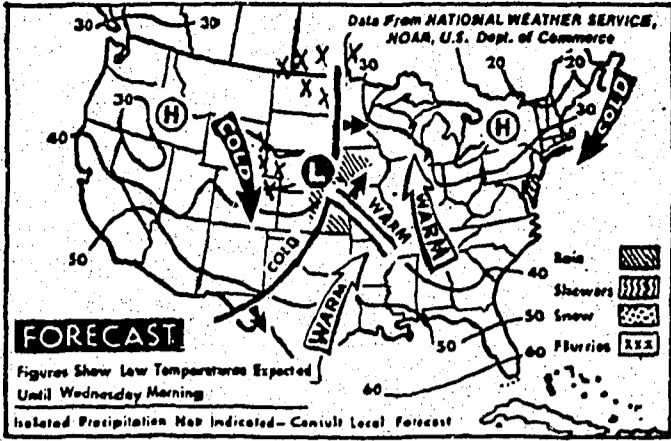 Data From NATIONAL WEATHER SERVICE,
NOAA, U.S. Dept. of Commerce
30
30
30
20
20
30
30
40
50
H
H
L
COLD
COLD
COLD
WARM
WARM
WARM
40
50
50
60
60
Rain
Showers
Snow
Flurries
XXX
FORECAST
Figures Show Low Temperatures Expected
Until Wednesday Morning
Isolated Precipitation Not Indicated– Consult Local Forecast